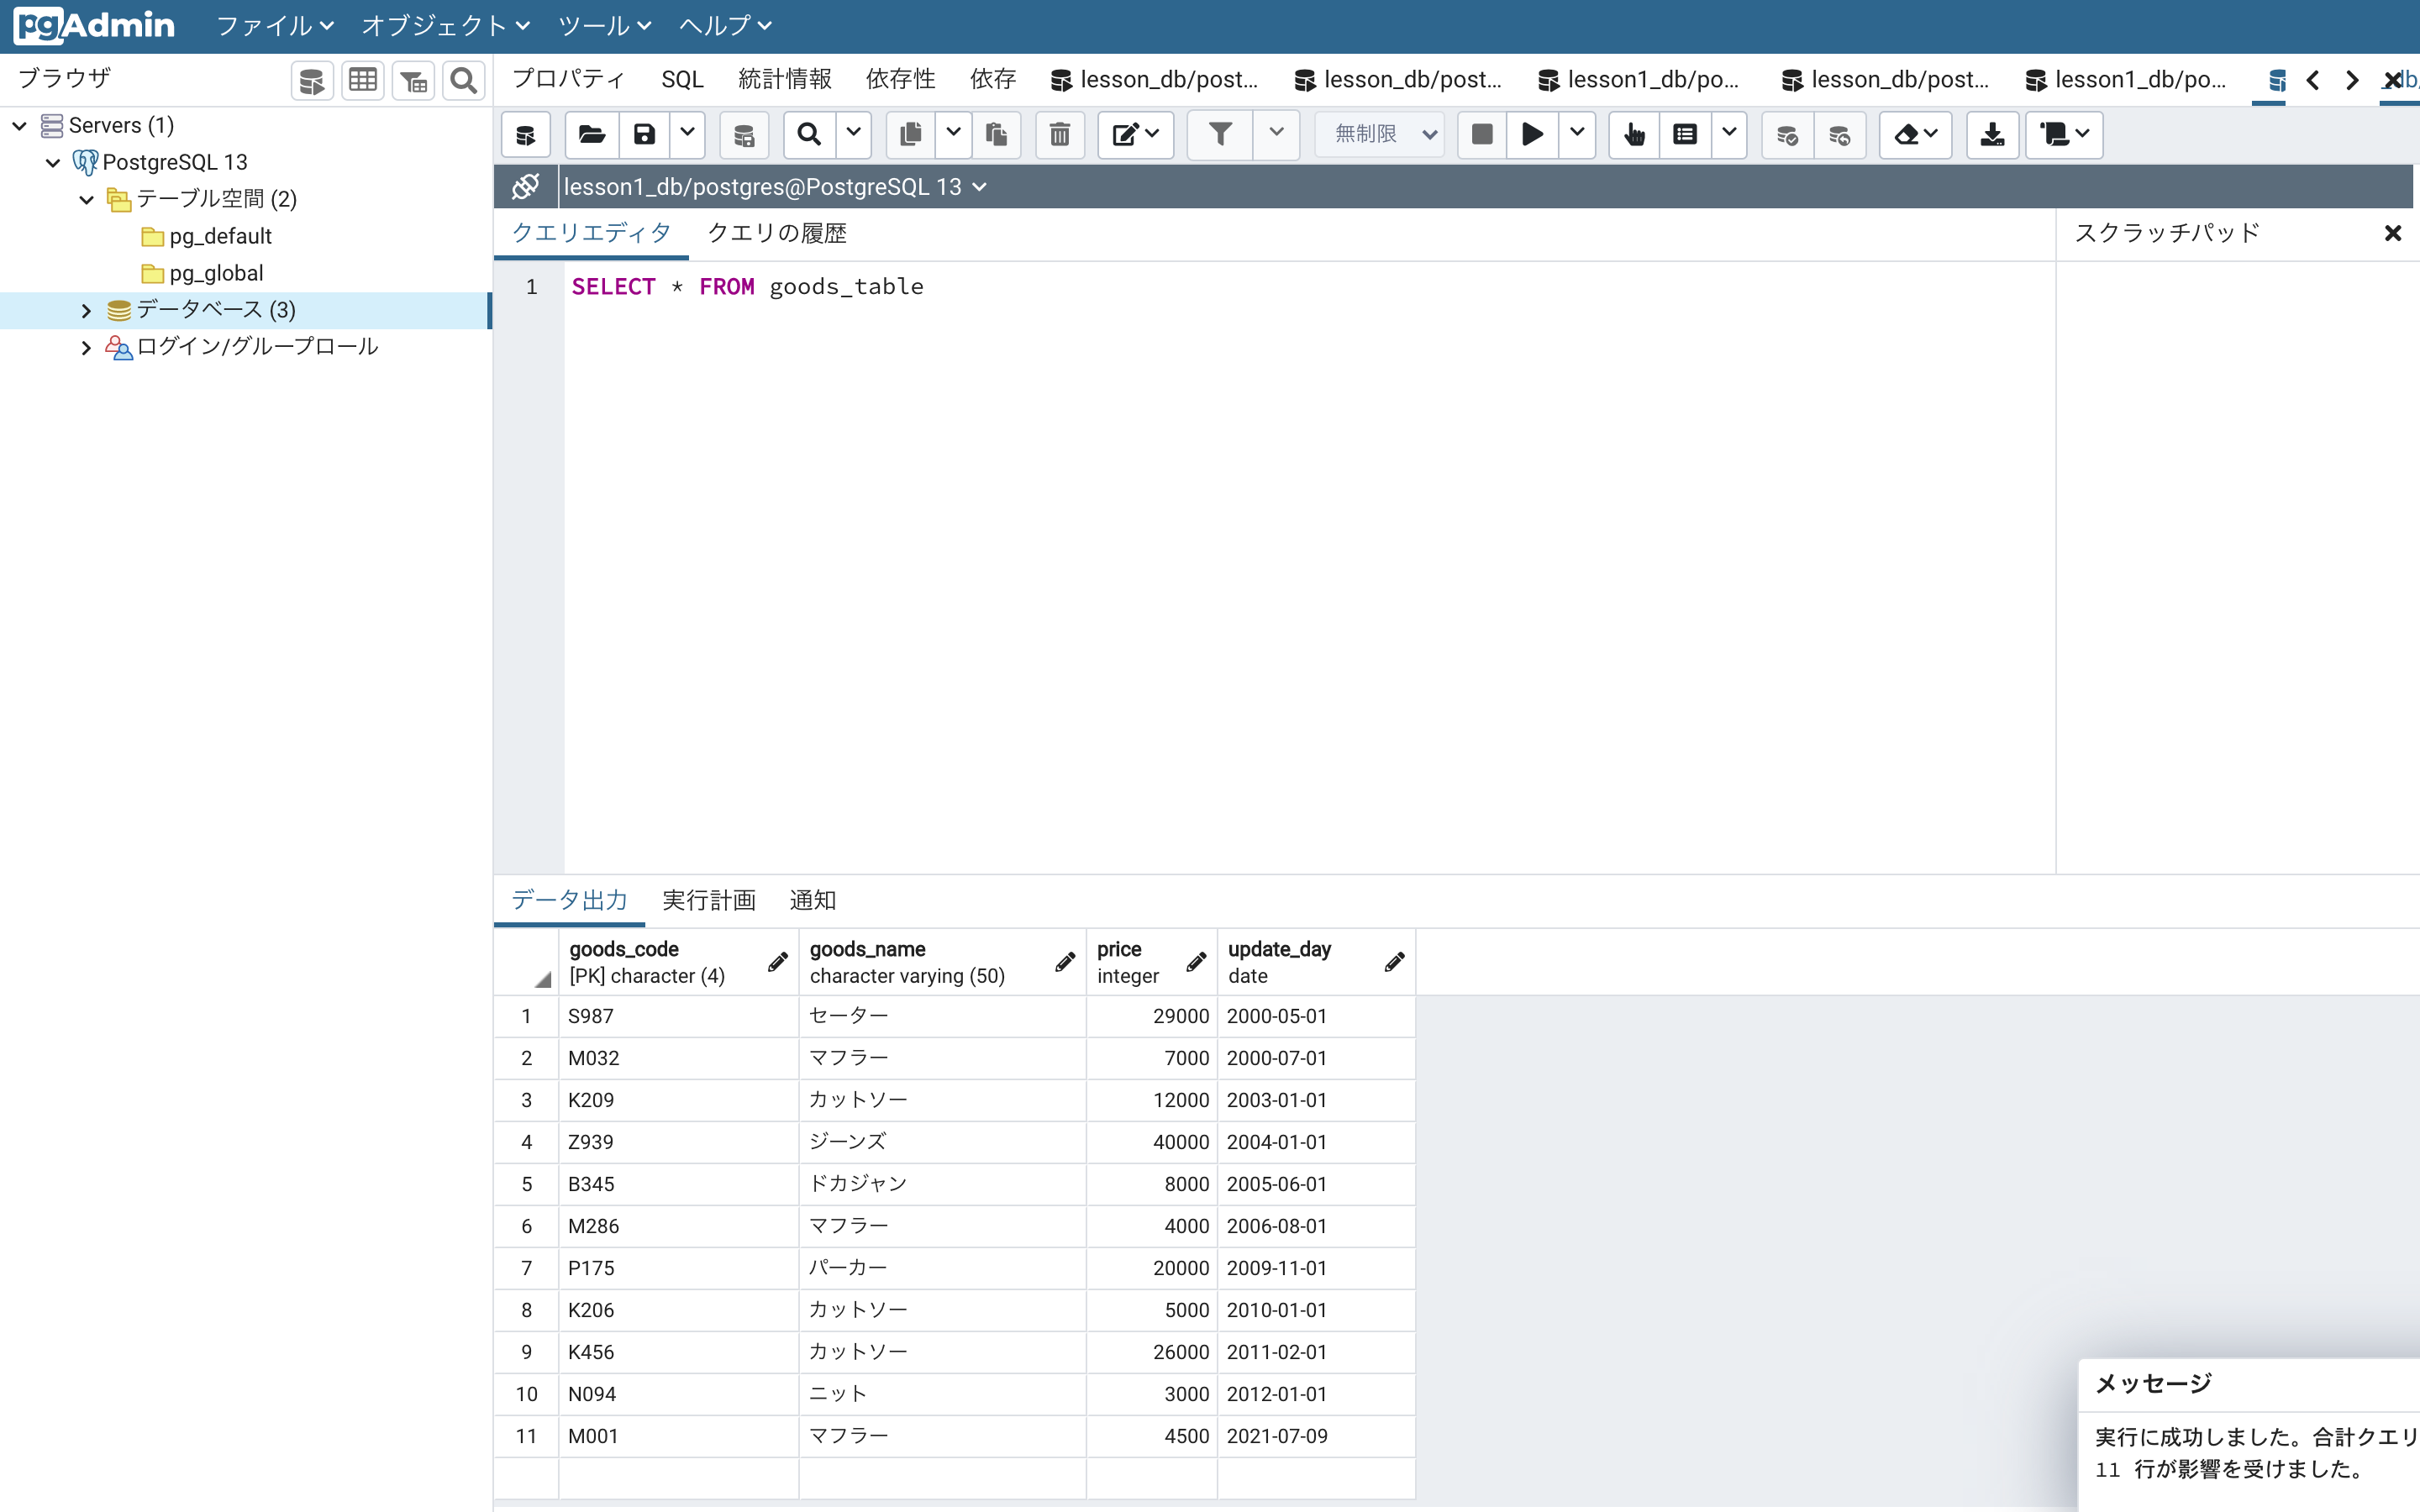 pgAdmin ファイル オブジェクト ツール ヘルプ
ブラウザ
Servers (1)
PostgreSQL 13
テーブル空間 (2)
pg_default
pg_global
データベース (3)
ログイン/グループロール
プロパティ SQL 統計情報 依存性 依存 lesson_db/post... lesson_db/post... lesson1_db/po... lesson_db/post... lesson1_db/po...
無制限
lesson1_db/postgres@PostgreSQL 13
クエリエディタ クエリの履歴
スクラッチパッド
1 SELECT * FROM goods_table
データ出力 実行計画 通知
goods_code goods_name price update_day
[PK] character (4) character varying (50) integer date
1 S987 セーター 29000 2000-05-01
2 M032 マフラー 7000 2000-07-01
3 K209 カットソー 12000 2003-01-01
4 Z939 ジーンズ 40000 2004-01-01
5 B345 ドカジャン 8000 2005-06-01
6 M286 マフラー 4000 2006-08-01
7 P175 パーカー 20000 2009-11-01
8 K206 カットソー 5000 2010-01-01
9 K456 カットソー 26000 2011-02-01
10 N094 ニット 3000 2012-01-01
11 M001 マフラー 4500 2021-07-09
メッセージ
実行に成功しました。合計クエリ
11 行が影響を受けました。